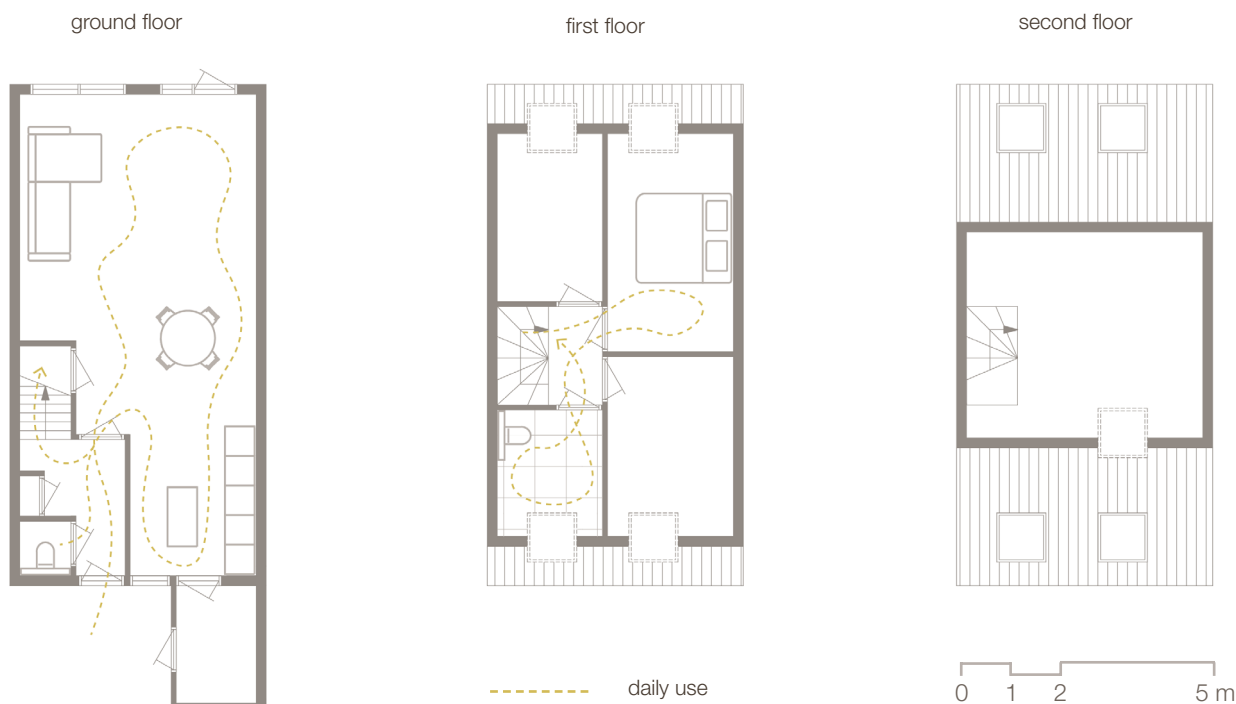 ground floor
first floor
second floor
daily use
0 1 2 5 m